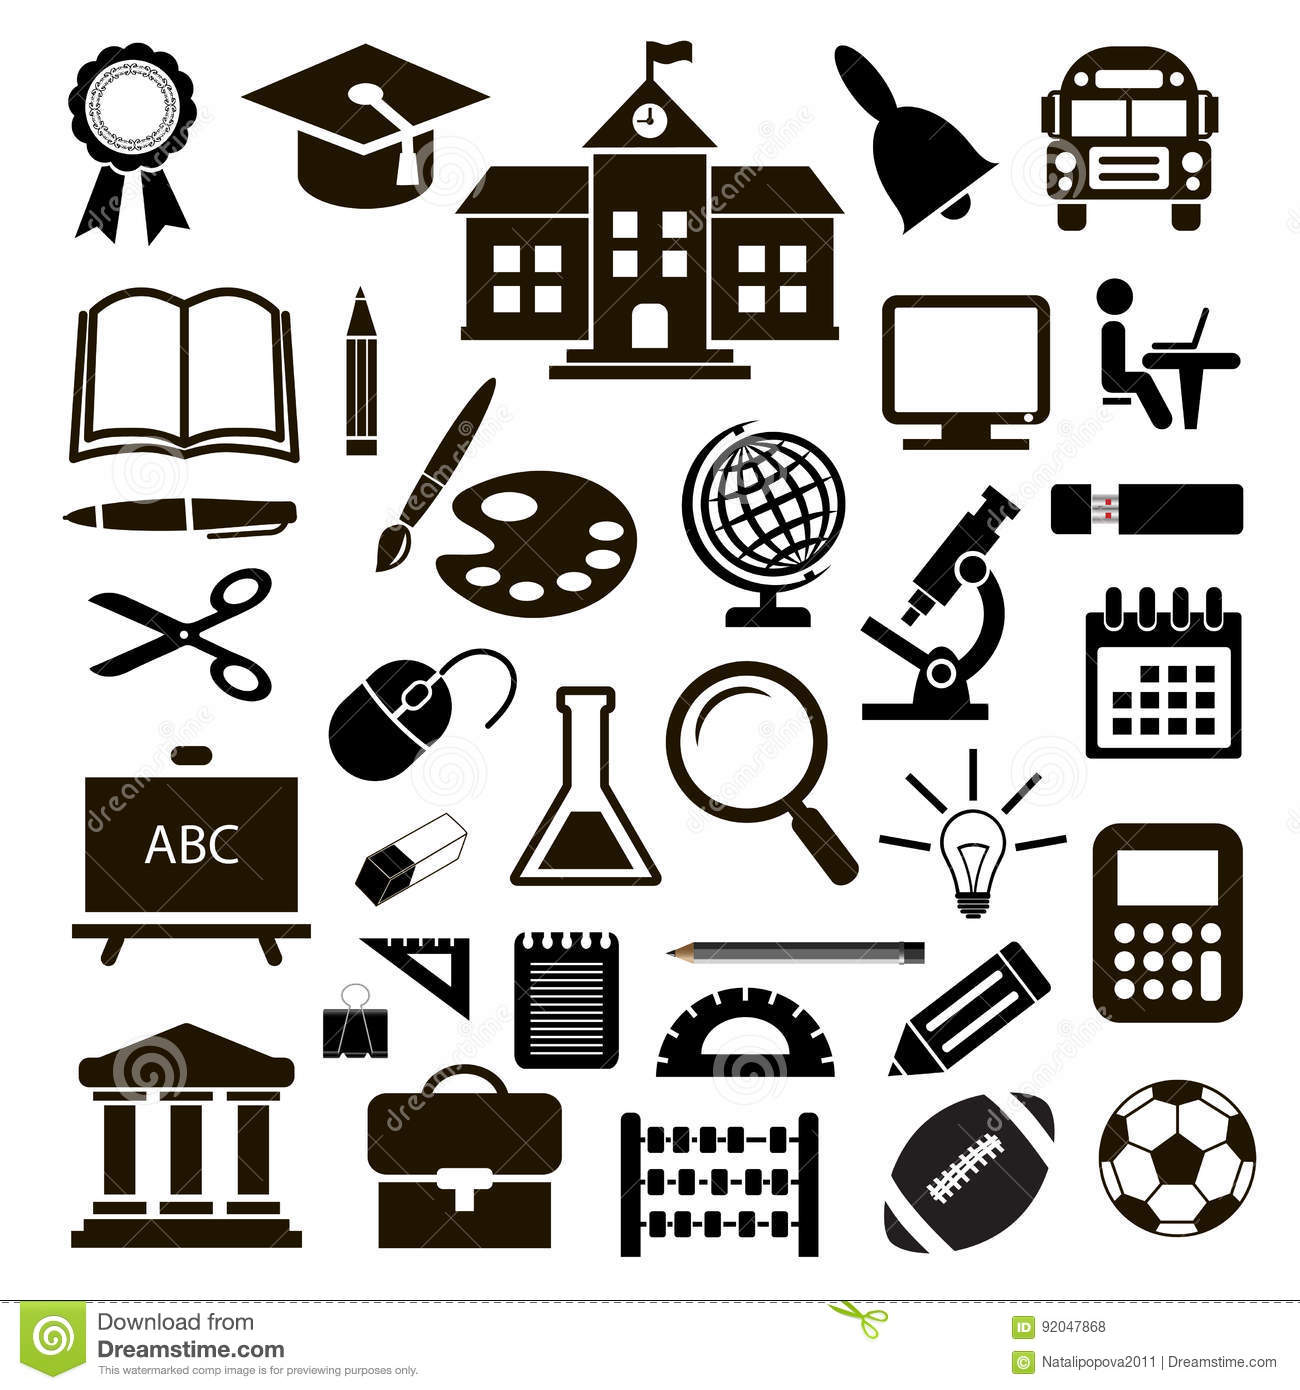 ABC
Download from
Dreamstime.com
This watermarked comp image is for previewing purposes only.
ID 92047868
© Natalipopova2011 | Dreamstime.com